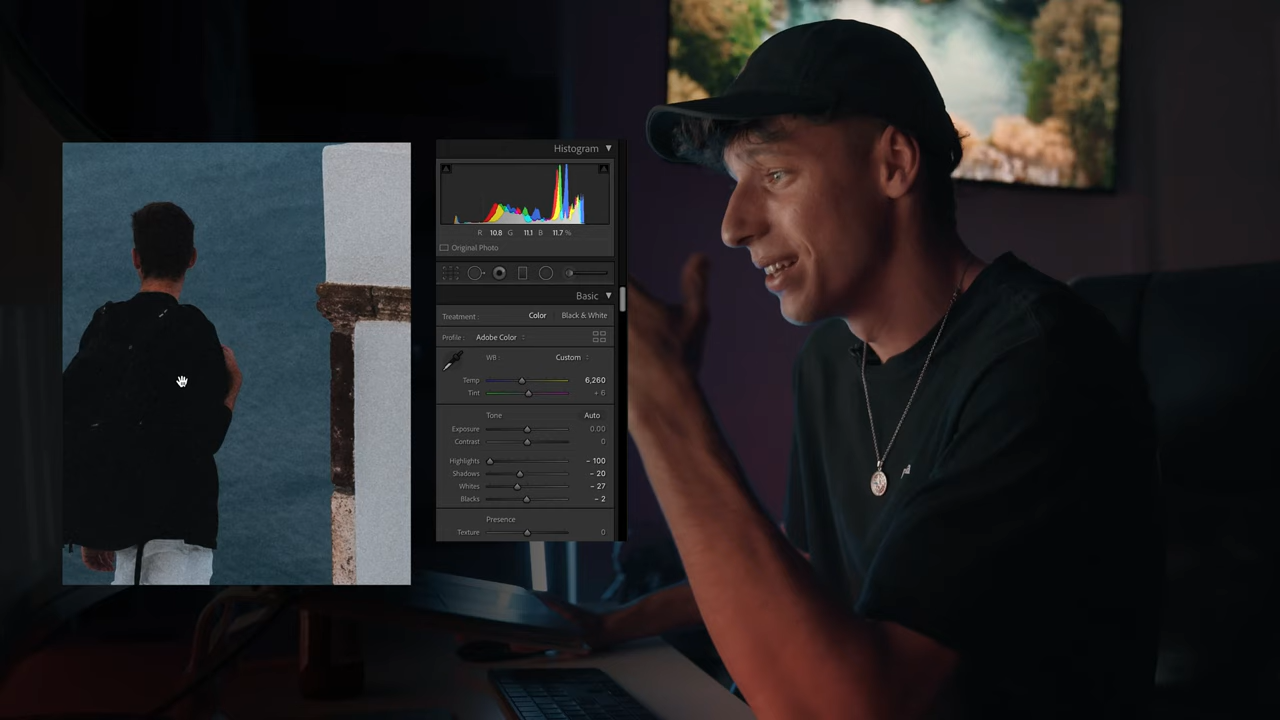 Histogram
R 10.8 G 11.1 B 11.7 %
Original Photo
Basic
Treatment : Color Black & White
Profile : Adobe Color
WB : Custom
Temp 6,260
Tint + 6
Tone Auto
Exposure 0.00
Contrast 0
Highlights − 100
Shadows − 20
Whites − 27
Blacks − 2
Presence
Texture 0